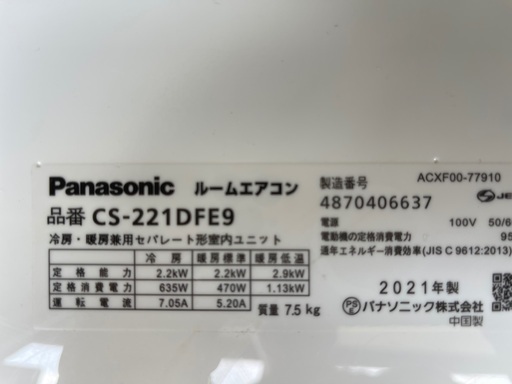 ACXF00-77910
Panasonic ルームエアコン
製造番号
4870406637
品番 CS-221DFE9
冷房・暖房兼用セパレート形室内ユニット
電源 100V 50/6
電動機の定格消費電力 95
通年エネルギー消費効率(JIS C 9612:2013)
冷房 暖房標準 暖房低温
定格能力 2.2kW 2.2kW 2.9kW
定格消費電力 635W 470W 1.13kW
運転電流 7.05A 5.20A
質量 7.5 kg
2021年製
PS E パナソニック株式会社
中国製